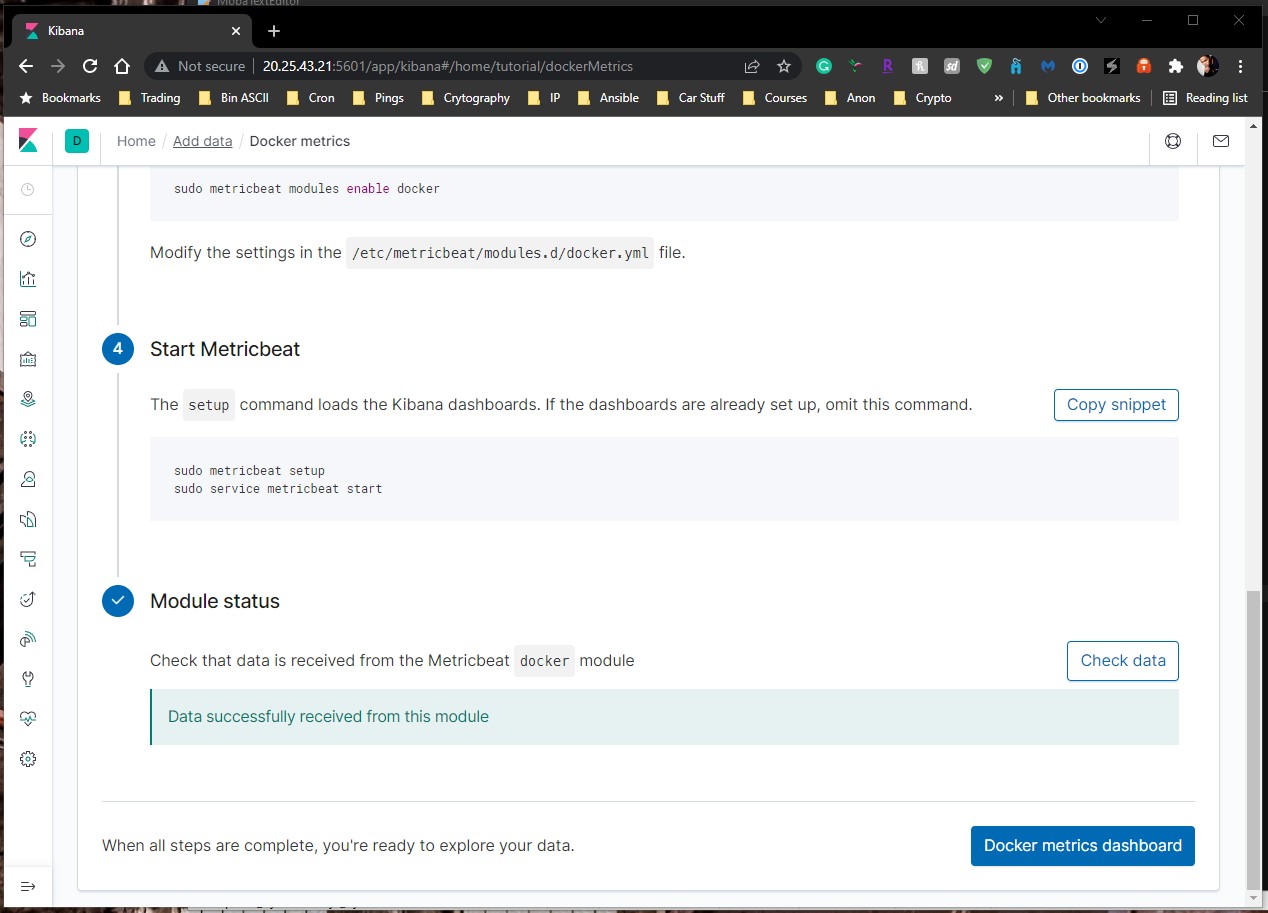 MobaTextEditor
Kibana
Not secure
20.25.43.21:5601/app/kibana#/home/tutorial/dockerMetrics
Bookmarks Trading Bin ASCII Cron Pings Crytography IP Ansible Car Stuff Courses Anon Crypto » Other bookmarks Reading list
D Home / Add data / Docker metrics
sudo metricbeat modules enable docker
Modify the settings in the /etc/metricbeat/modules.d/docker.yml file.
4 Start Metricbeat
The setup command loads the Kibana dashboards. If the dashboards are already set up, omit this command.
Copy snippet
sudo metricbeat setup
sudo service metricbeat start
Module status
Check that data is received from the Metricbeat docker module
Check data
Data successfully received from this module
When all steps are complete, you're ready to explore your data.
Docker metrics dashboard